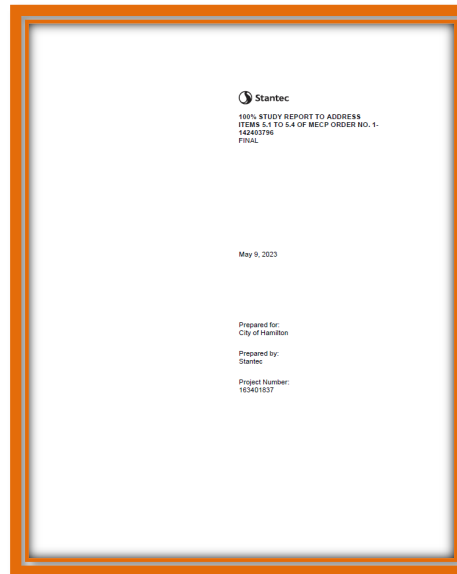 Stantec
100% STUDY REPORT TO ADDRESS
ITEMS 5.1 TO 5.4 OF MECP ORDER NO. 1-
142403796
FINAL
May 9, 2023
Prepared for:
City of Hamilton
Prepared by:
Stantec
Project Number:
163401837